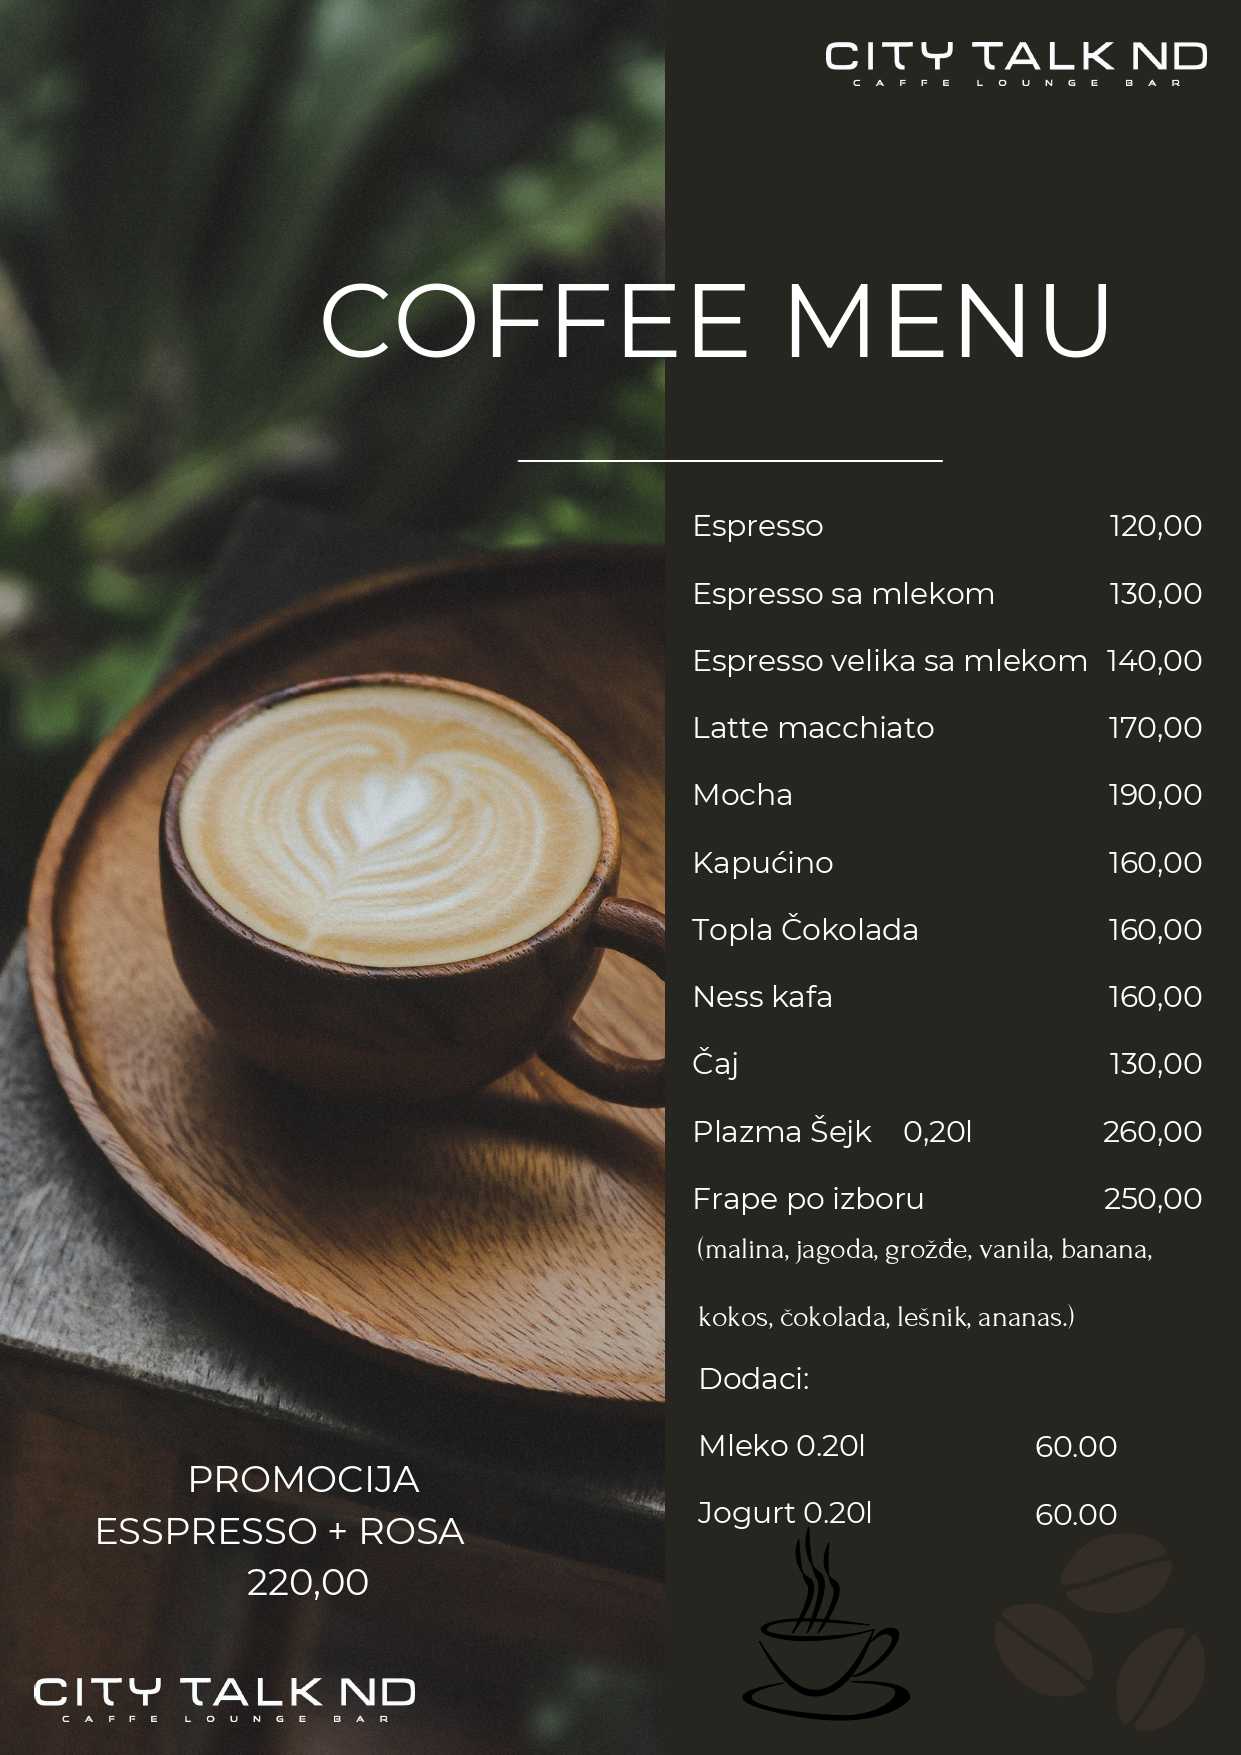 CITY TALK ND
CAFFE LOUNGE BAR
COFFEE MENU
Espresso 120,00
Espresso sa mlekom 130,00
Espresso velika sa mlekom 140,00
Latte macchiato 170,00
Mocha 190,00
Kapućino 160,00
Topla Čokolada 160,00
Ness kafa 160,00
Čaj 130,00
Plazma Šejk 0,20l 260,00
Frape po izboru 250,00
(malina, jagoda, grožđe, vanila, banana,
kokos, čokolada, lešnik, ananas.)
Dodaci:
Mleko 0.20l 60.00
Jogurt 0.20l 60.00
PROMOCIJA
ESSPRESSO + ROSA
220,00
CITY TALK ND
CAFFE LOUNGE BAR